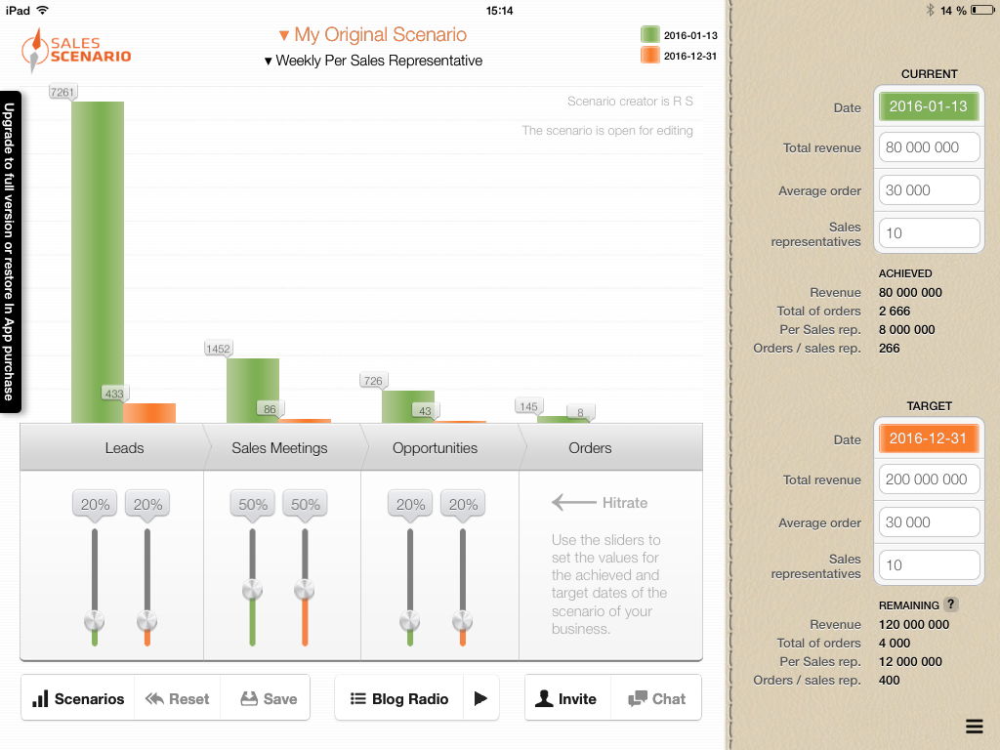 iPad
15:14
14 %
SALES
SCENARIO
▼ My Original Scenario
▼ Weekly Per Sales Representative
2016-01-13
2016-12-31
Upgrade to full version or restore In App purchase
Scenario creator is R S
The scenario is open for editing
7261
433
1452
86
726
43
145
8
Leads
Sales Meetings
Opportunities
Orders
20%
20%
50%
50%
20%
20%
Hitrate
Use the sliders to
set the values for
the achieved and
target dates of the
scenario of your
business.
Scenarios
Reset
Save
Blog Radio
Invite
Chat
CURRENT
Date
2016-01-13
Total revenue
80 000 000
Average order
30 000
Sales
representatives
10
ACHIEVED
Revenue 80 000 000
Total of orders 2 666
Per Sales rep. 8 000 000
Orders / sales rep. 266
TARGET
Date
2016-12-31
Total revenue
200 000 000
Average order
30 000
Sales
representatives
10
REMAINING ?
Revenue 120 000 000
Total of orders 4 000
Per Sales rep. 12 000 000
Orders / sales rep. 400